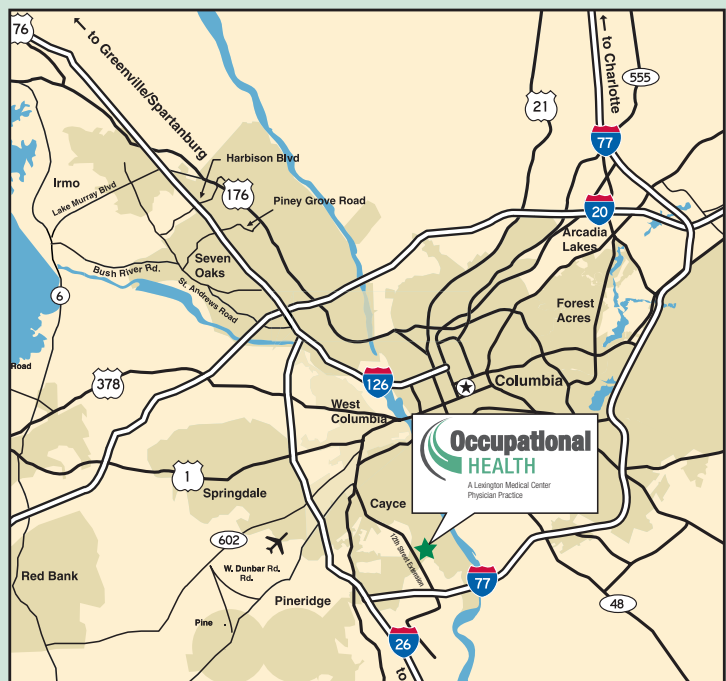 76
to Greenville/Spartanburg
to Charlotte
555
21
77
Harbison Blvd
Irmo
Lake Murray Blvd
176
Piney Grove Road
20
Arcadia
Lakes
Seven
Oaks
Bush River Rd.
St. Andrews Road
6
Forest
Acres
Road
378
126
Columbia
West
Columbia
Occupational
HEALTH
A Lexington Medical Center
Physician Practice
1
Springdale
Cayce
602
12th Street Extension
W. Dunbar Rd.
Rd.
Red Bank
77
Pineridge
48
Pine
26
to